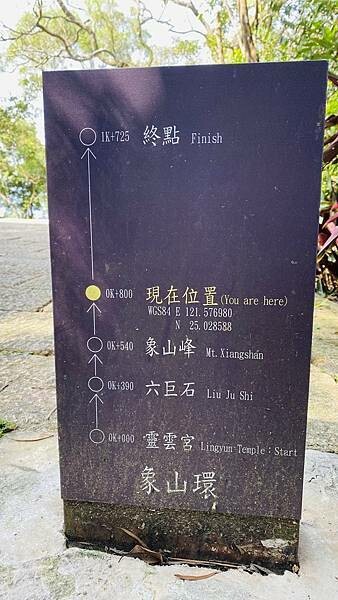 1K+725 終點 Finish
0K+800 現在位置(You are here)
WGS84 E 121.576980
N 25.028588
0K+540 象山峰 Mt.Xiangshan
0K+390 六巨石 Liu Ju Shi
0K+000 靈雲宮 Lingyun Temple:Start
象山環